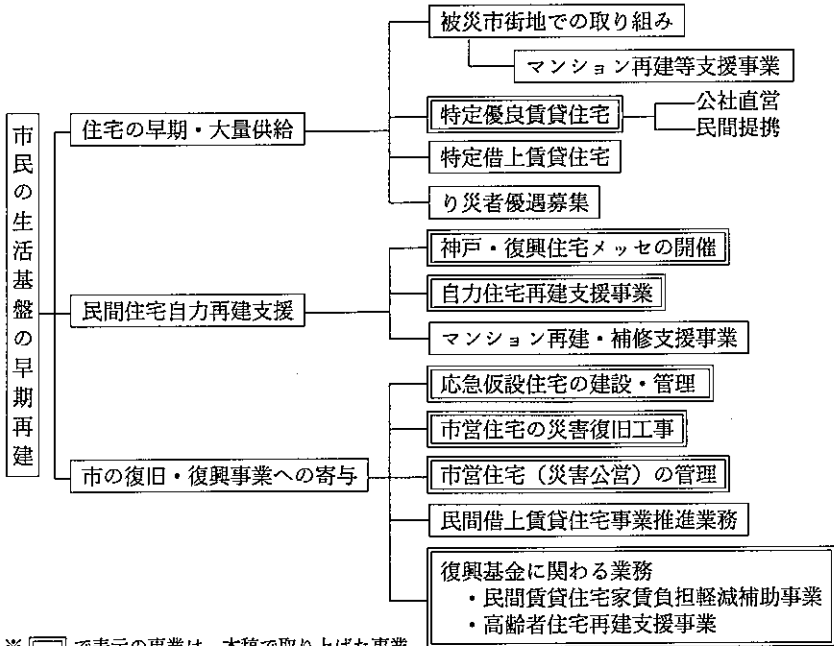 市民の生活基盤の早期再建
住宅の早期・大量供給
被災市街地での取り組み
マンション再建等支援事業
特定優良賃貸住宅
公社直営
民間提携
特定借上賃貸住宅
り災者優遇募集
民間住宅自力再建支援
神戸・復興住宅メッセの開催
自力住宅再建支援事業
マンション再建・補修支援事業
市の復旧・復興事業への寄与
応急仮設住宅の建設・管理
市営住宅の災害復旧工事
市営住宅（災害公営）の管理
民間借上賃貸住宅事業推進業務
復興基金に関わる業務
・民間賃貸住宅家賃負担軽減補助事業
・高齢者住宅再建支援事業
※ で表示の事業は、本稿で取り上げた事業